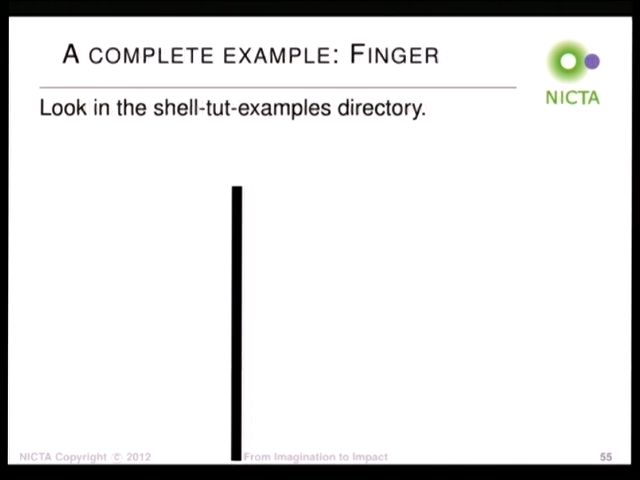 A COMPLETE EXAMPLE: FINGER
NICTA
Look in the shell-tut-examples directory.
NICTA Copyright © 2012 From Imagination to Impact 55